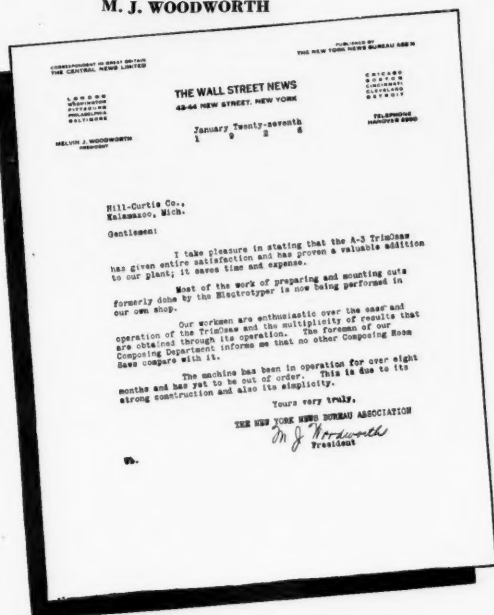 M. J. WOODWORTH
CORRESPONDENT IN GREAT BRITAIN
THE CENTRAL NEWS LIMITED
PUBLISHED BY
THE NEW YORK NEWS BUREAU ASS'N
LONDON
WASHINGTON
PITTSBURG
PHILADELPHIA
BALTIMORE
THE WALL STREET NEWS
42-44 NEW STREET, NEW YORK
CHICAGO
BOSTON
CINCINNATI
CLEVELAND
DETROIT
MELVIN J. WOODWORTH
PRESIDENT
January Twenty-seventh
1 9 2 6
TELEPHONE
HANOVER
Hill-Curtis Co.,
Kalamazoo, Mich.
Gentlemen:
I take pleasure in stating that the A-3 TrimOsaw
has given entire satisfaction and has proven a valuable addition
to our plant; it saves time and expense.
Most of the work of preparing and mounting cuts
formerly done by the Electrotyper is now being performed in
our own shop.
Our workmen are enthusiastic over the ease and
operation of the TrimOsaw and the multiplicity of results that
are obtained through its operation. The foreman of our
Composing Department informs me that no other Composing Room
Saws compare with it.
The machine has been in operation for over eight
months and has yet to be out of order. This is due to its
strong construction and also its simplicity.
Yours very truly,
THE NEW YORK NEWS BUREAU ASSOCIATION
M J Woodworth
President